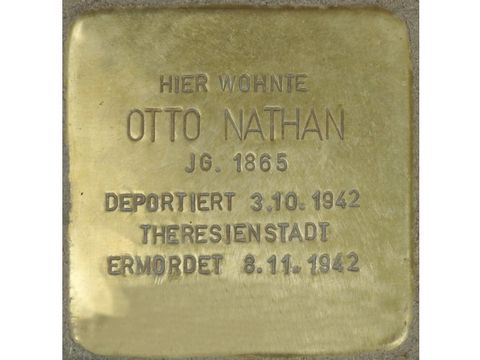 HIER WOHNTE
OTTO NATHAN
JG. 1865
DEPORTIERT 3.10.1942
THERESIENSTADT
ERMORDET 8.11.1942